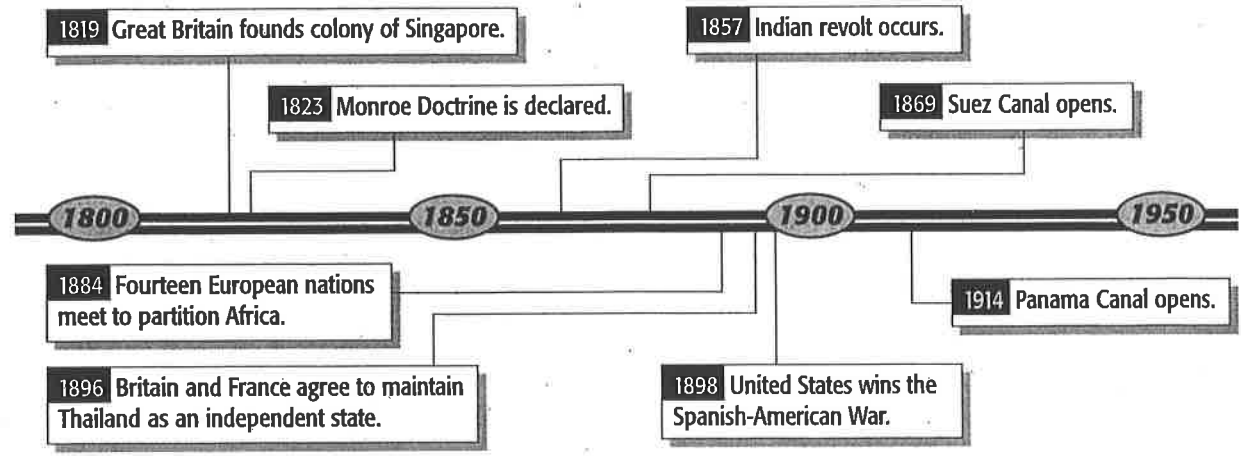 1819 Great Britain founds colony of Singapore.
1857 Indian revolt occurs.
1823 Monroe Doctrine is declared.
1869 Suez Canal opens.
1800
1850
1900
1950
1884 Fourteen European nations
meet to partition Africa.
1914 Panama Canal opens.
1896 Britain and France agree to maintain
Thailand as an independent state.
1898 United States wins the
Spanish-American War.